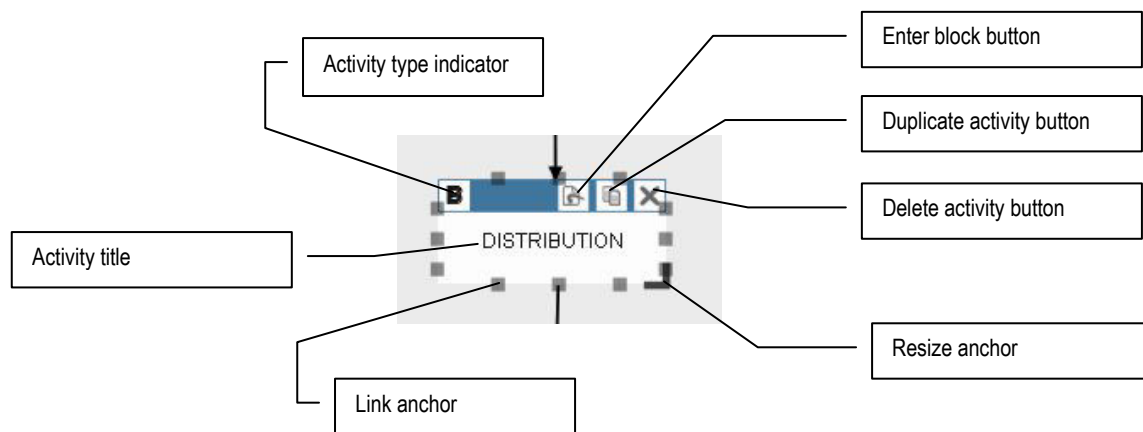 Enter block button
Activity type indicator
Duplicate activity button
B
Delete activity button
DISTRIBUTION
Activity title
Resize anchor
Link anchor